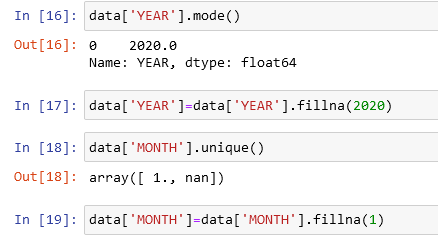 In [16]: data['YEAR'].mode()
Out[16]: 0    2020.0
Name: YEAR, dtype: float64
In [17]: data['YEAR']=data['YEAR'].fillna(2020)
In [18]: data['MONTH'].unique()
Out[18]: array([ 1., nan])
In [19]: data['MONTH']=data['MONTH'].fillna(1)